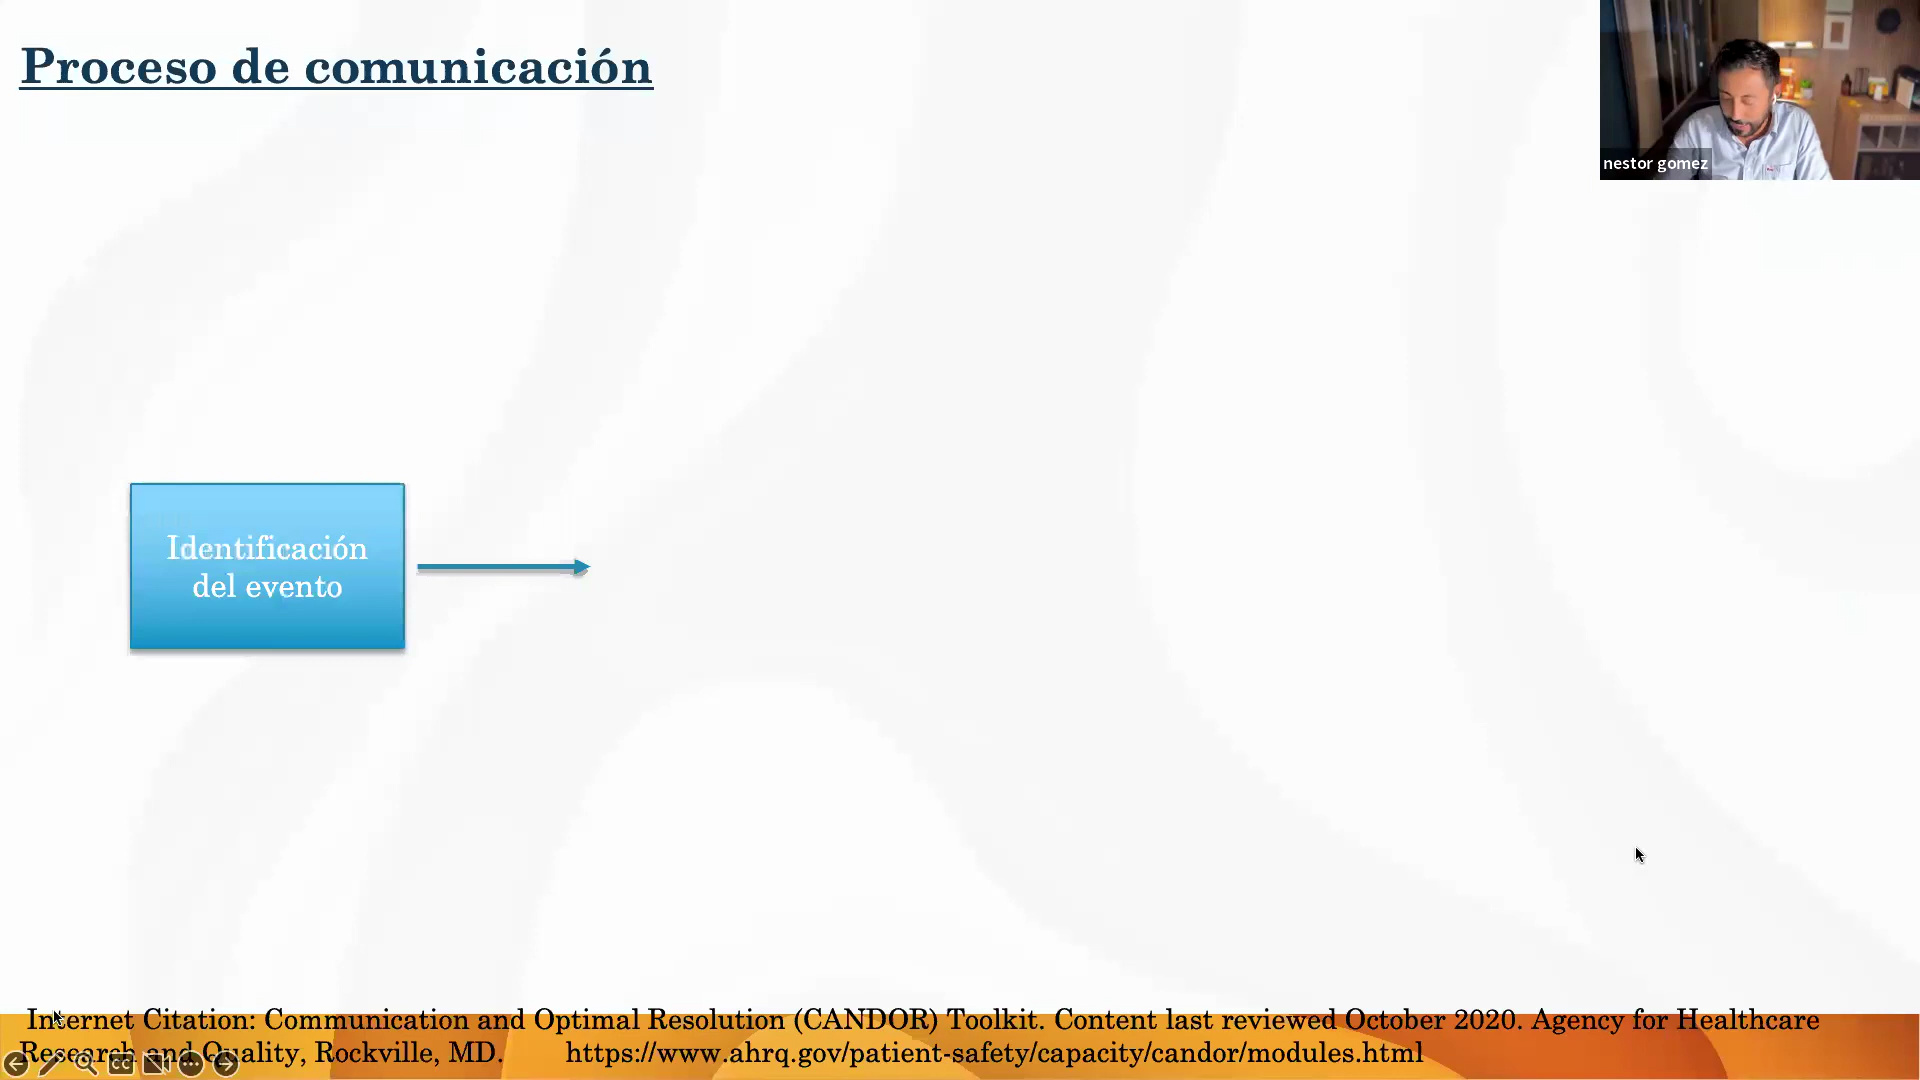 Proceso de comunicación
nestor gomez
Identificación
del evento
Internet Citation: Communication and Optimal Resolution (CANDOR) Toolkit. Content last reviewed October 2020. Agency for Healthcare
Research and Quality, Rockville, MD. https://www.ahrq.gov/patient-safety/capacity/candor/modules.html
CC